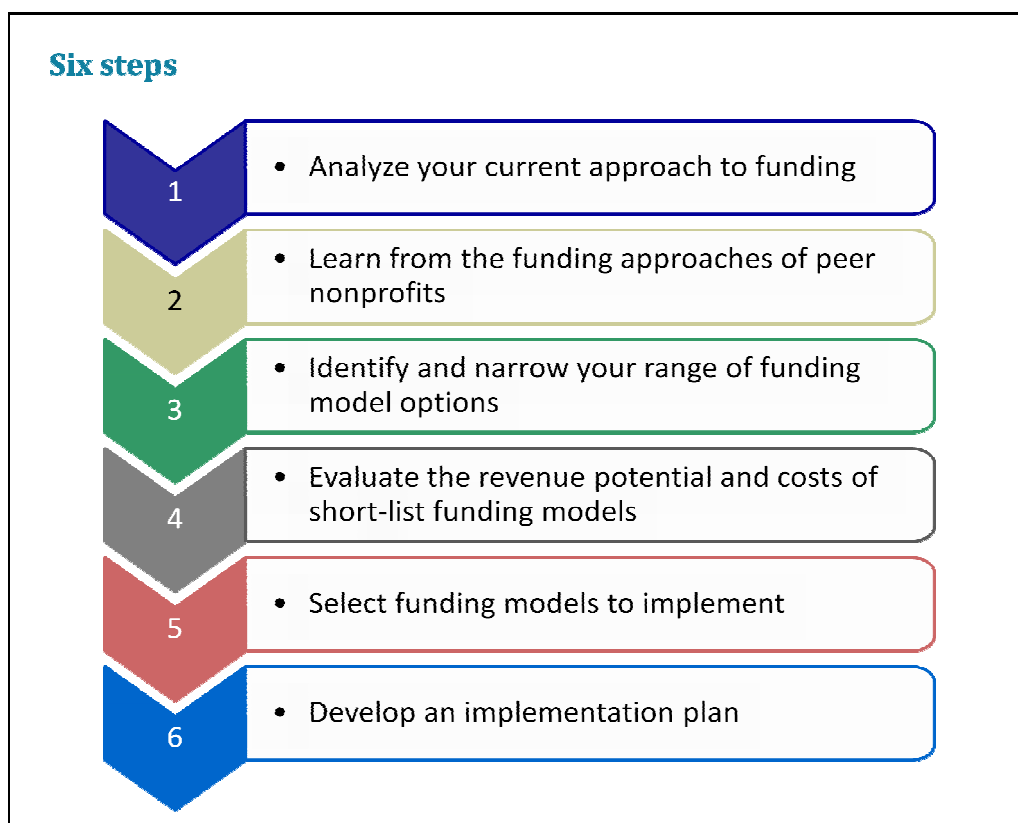 Six steps
1
• Analyze your current approach to funding
2
• Learn from the funding approaches of peer
nonprofits
3
• Identify and narrow your range of funding
model options
4
• Evaluate the revenue potential and costs of
short-list funding models
5
• Select funding models to implement
6
• Develop an implementation plan